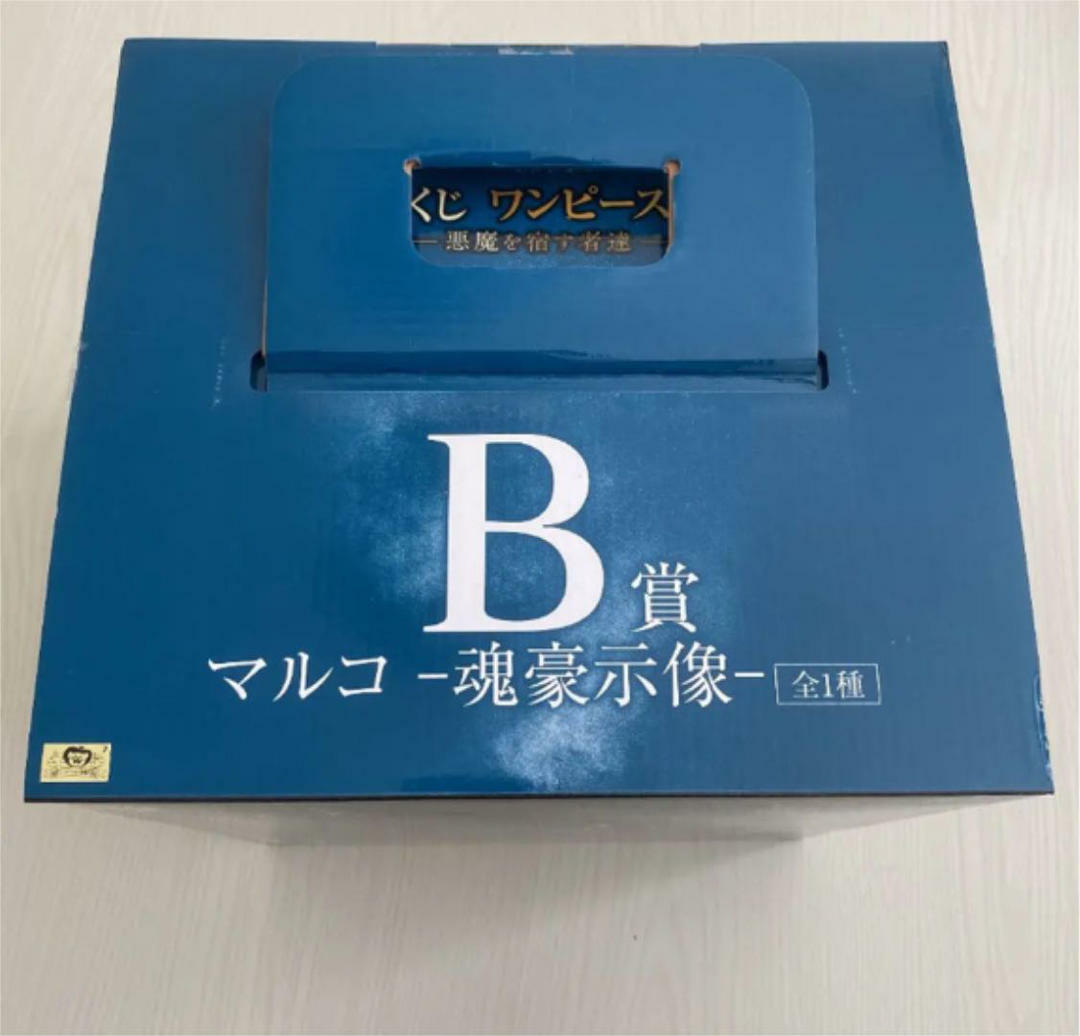 くじ ワンピース
―悪魔を宿す者達―
B賞
マルコ -魂豪示像- 全1種